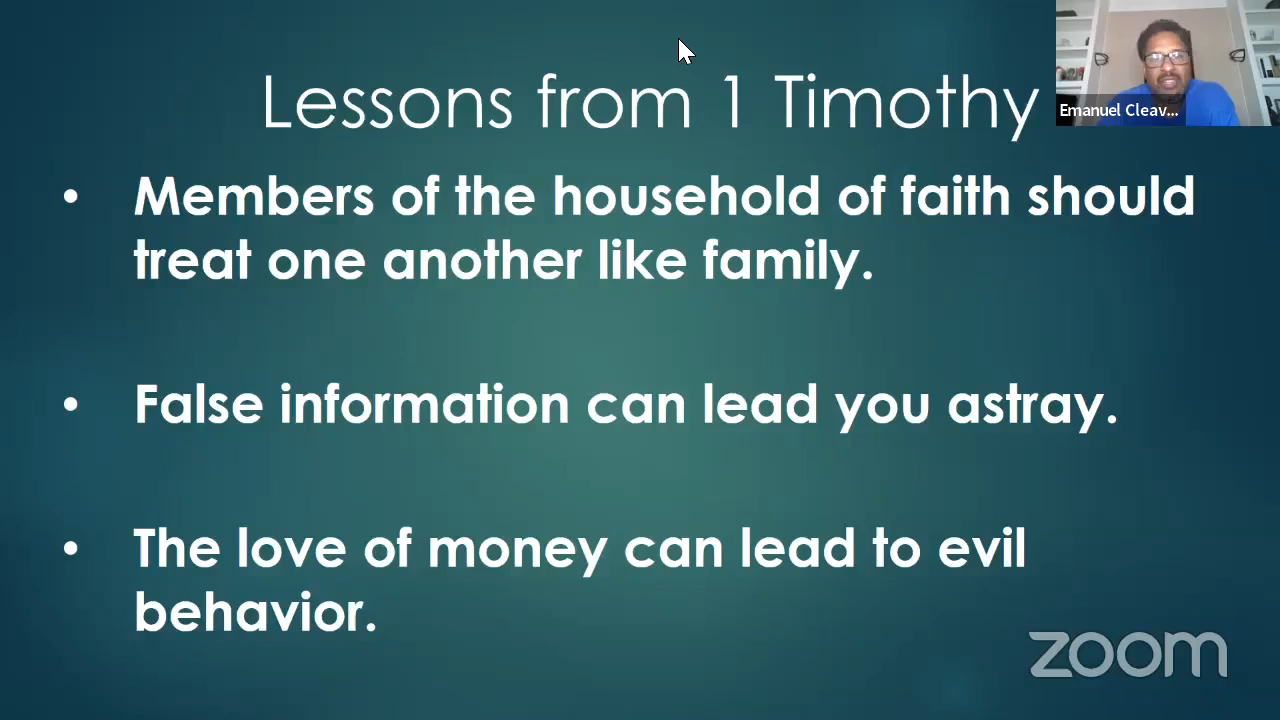 Lessons from 1 Timothy
Emanuel Cleav...
• Members of the household of faith should
treat one another like family.
• False information can lead you astray.
• The love of money can lead to evil
behavior.
zoom